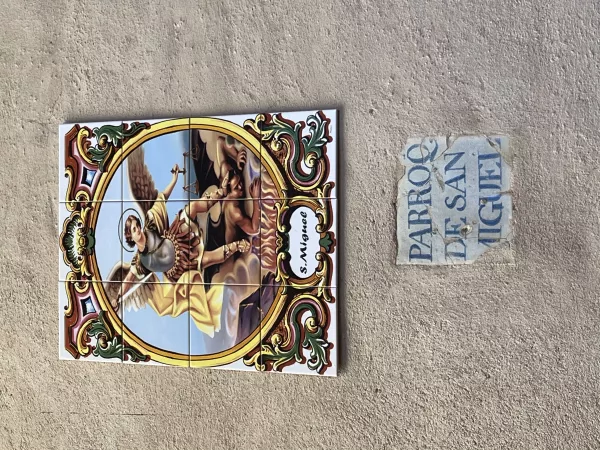 S. Miguel
PARROQ
DE SAN
MIGUEL